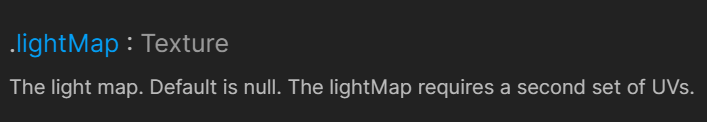 .lightMap : Texture
The light map. Default is null. The lightMap requires a second set of UVs.